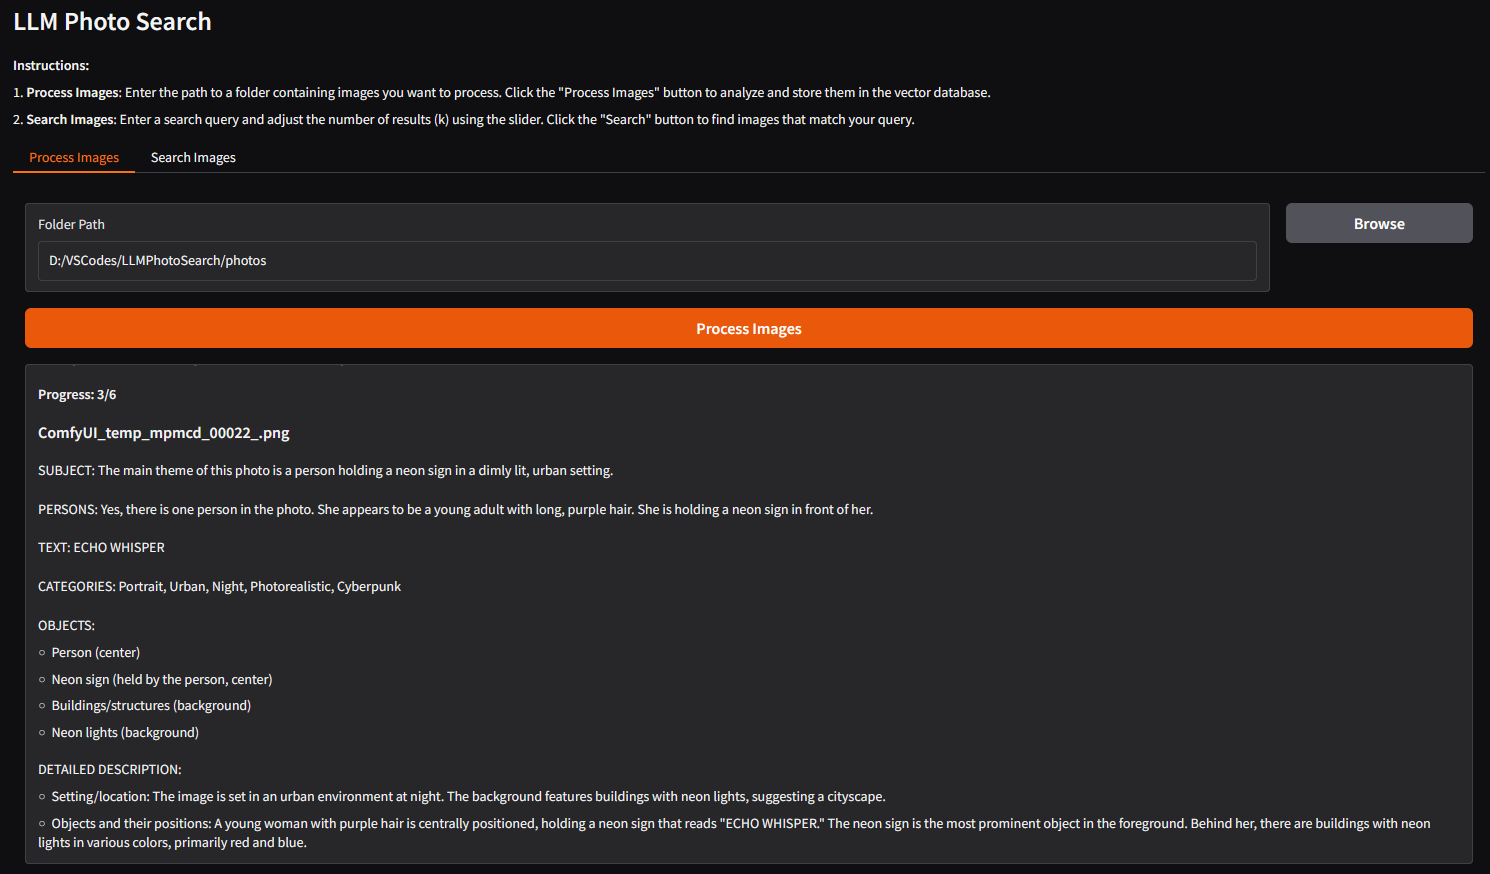 LLM Photo Search
Instructions:
1. Process Images: Enter the path to a folder containing images you want to process. Click the "Process Images" button to analyze and store them in the vector database.
2. Search Images: Enter a search query and adjust the number of results (k) using the slider. Click the "Search" button to find images that match your query.
Process Images Search Images
Folder Path
Browse
D:/VSCodes/LLMPhotoSearch/photos
Process Images
Progress: 3/6
ComfyUI_temp_mpmcd_00022_.png
SUBJECT: The main theme of this photo is a person holding a neon sign in a dimly lit, urban setting.
PERSONS: Yes, there is one person in the photo. She appears to be a young adult with long, purple hair. She is holding a neon sign in front of her.
TEXT: ECHO WHISPER
CATEGORIES: Portrait, Urban, Night, Photorealistic, Cyberpunk
OBJECTS:
○ Person (center)
○ Neon sign (held by the person, center)
○ Buildings/structures (background)
○ Neon lights (background)
DETAILED DESCRIPTION:
○ Setting/location: The image is set in an urban environment at night. The background features buildings with neon lights, suggesting a cityscape.
○ Objects and their positions: A young woman with purple hair is centrally positioned, holding a neon sign that reads "ECHO WHISPER." The neon sign is the most prominent object in the foreground. Behind her, there are buildings with neon
lights in various colors, primarily red and blue.